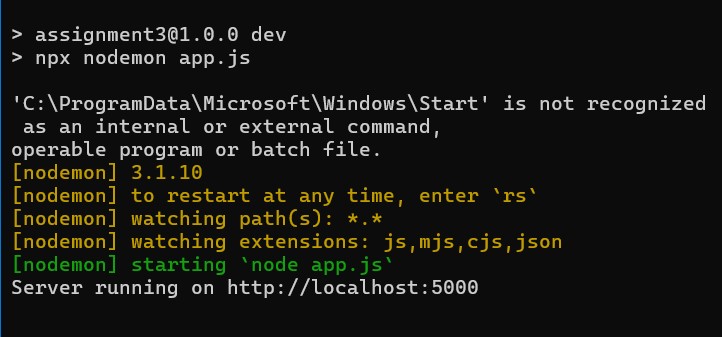 > assignment3@1.0.0 dev
> npx nodemon app.js
'C:\ProgramData\Microsoft\Windows\Start' is not recognized
as an internal or external command,
operable program or batch file.
[nodemon] 3.1.10
[nodemon] to restart at any time, enter `rs`
[nodemon] watching path(s): *.*
[nodemon] watching extensions: js,mjs,cjs,json
[nodemon] starting `node app.js`
Server running on http://localhost:5000